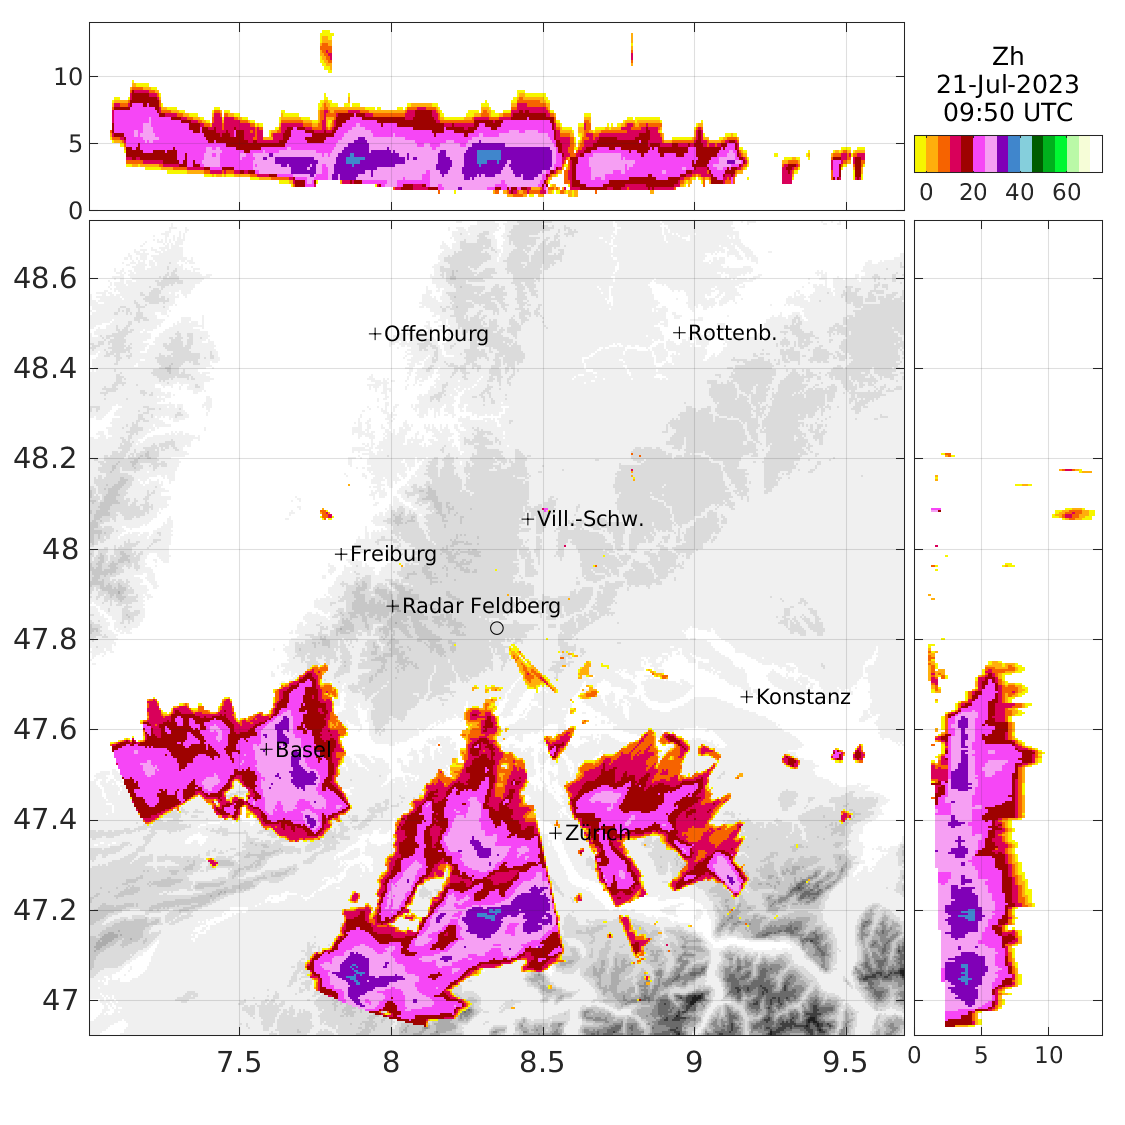 10
5
0
Zh
21-Jul-2023
09:50 UTC
0 20 40 60
48.6
48.4
48.2
48
47.8
47.6
47.4
47.2
47
+Offenburg
+Rottenb.
+Vill.-Schw.
+Freiburg
+Radar Feldberg
+Konstanz
+Basel
+Zürich
7.5 8 8.5 9 9.5
0 5 10